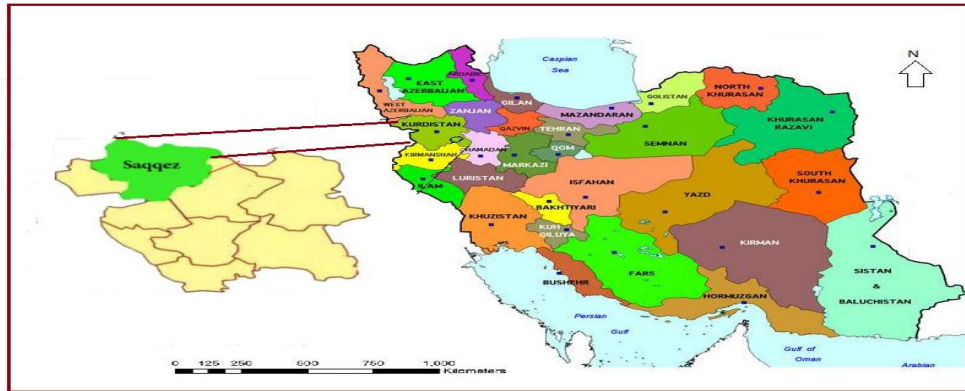 Caspian
Sea
N
ARDABIL
EAST
AZERBAIJAN
WEST
AZERBAIJAN
GILAN
ZANJAN
GOLISTAN
NORTH
KHURASAN
MAZANDARAN
KHURASAN
RAZAVI
KURDISTAN
QAZVIN
TEHRAN
SEMNAN
Saqqez
KIRMANSHAH
HAMADAN
QOM
MARKAZI
ILAM
LURISTAN
ISFAHAN
SOUTH
KHURASAN
YAZD
BAKHTIYARI
KHUZISTAN
KUH
GILUYA
KIRMAN
FARS
SISTAN
&
BALUCHISTAN
BUSHEHR
HORMUZGAN
Persian
Gulf
Gulf of
Oman
Arabian
0 125 250 500 750 1,000
Kilometers